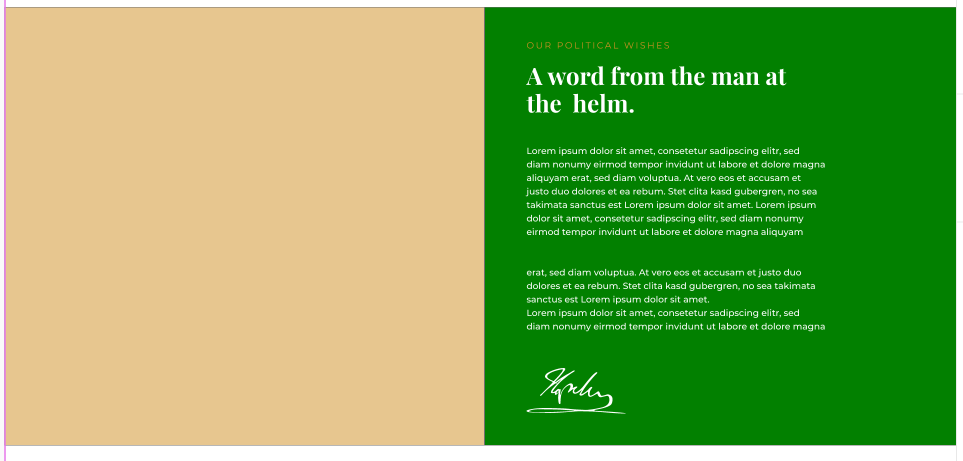 OUR POLITICAL WISHES
A word from the man at
the  helm.
Lorem ipsum dolor sit amet, consetetur sadipscing elitr, sed
diam nonumy eirmod tempor invidunt ut labore et dolore magna
aliquyam erat, sed diam voluptua. At vero eos et accusam et
justo duo dolores et ea rebum. Stet clita kasd gubergren, no sea
takimata sanctus est Lorem ipsum dolor sit amet. Lorem ipsum
dolor sit amet, consetetur sadipscing elitr, sed diam nonumy
eirmod tempor invidunt ut labore et dolore magna aliquyam
erat, sed diam voluptua. At vero eos et accusam et justo duo
dolores et ea rebum. Stet clita kasd gubergren, no sea takimata
sanctus est Lorem ipsum dolor sit amet.
Lorem ipsum dolor sit amet, consetetur sadipscing elitr, sed
diam nonumy eirmod tempor invidunt ut labore et dolore magna